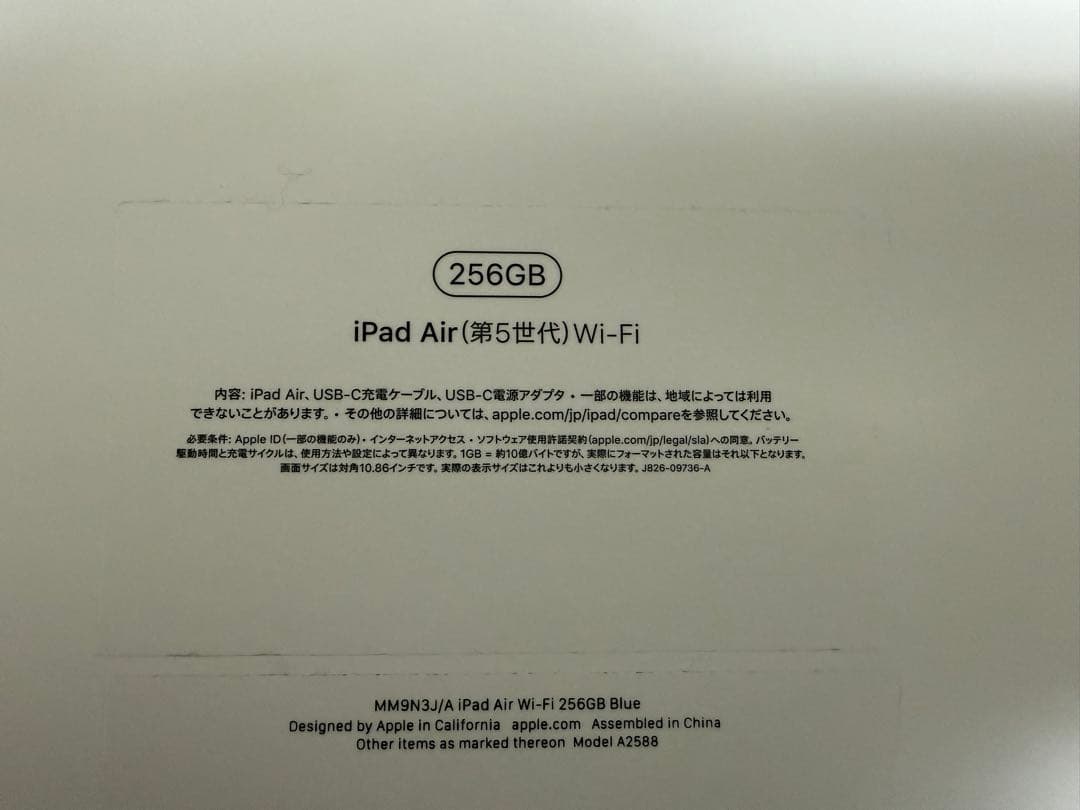 256GB
iPad Air(第5世代)Wi-Fi
内容: iPad Air、USB-C充電ケーブル、USB-C電源アダプタ・一部の機能は、地域によっては利用
できないことがあります。・その他の詳細については、apple.com/jp/ipad/compareを参照してください。
必要条件: Apple ID(一部の機能のみ)・インターネットアクセス・ソフトウェア使用許諾契約(apple.com/jp/legal/sla)への同意。バッテリー
駆動時間と充電サイクルは、使用方法や設定によって異なります。1GB = 約10億バイトですが、実際にフォーマットされた容量はそれ以下となります。
画面サイズは対角10.86インチです。実際の表示サイズはこれよりも小さくなります。J826-09736-A
MM9N3J/A iPad Air Wi-Fi 256GB Blue
Designed by Apple in California apple.com Assembled in China
Other items as marked thereon Model A2588